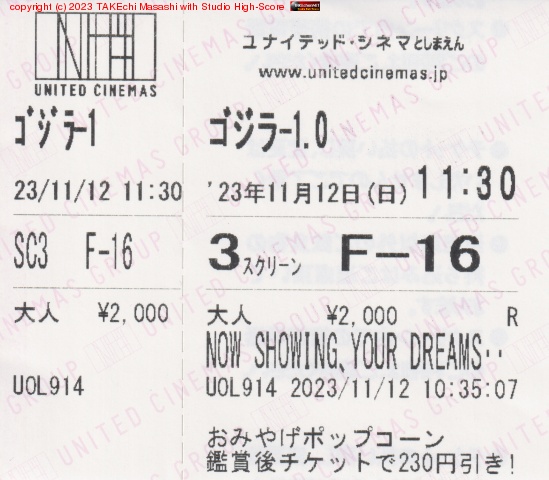 copyright (c) 2023 TAKEchi Masashi with Studio High-Score
UNITED CINEMAS
ユナイテッド・シネマとしまえん
www.unitedcinemas.jp
ｺﾞｼﾞﾗ-1
ゴジラ-1.0
23/11/12 11:30
'23年11月12日(日) 11:30
SC3 F-16
3スクリーン F-16
大人 ¥2,000
大人 ¥2,000 R
NOW SHOWING､YOUR DREAMS‥
UOL914
UOL914 2023/11/12 10:35:07
おみやげポップコーン
鑑賞後チケットで230円引き!
UNITED CINEMAS GROUP